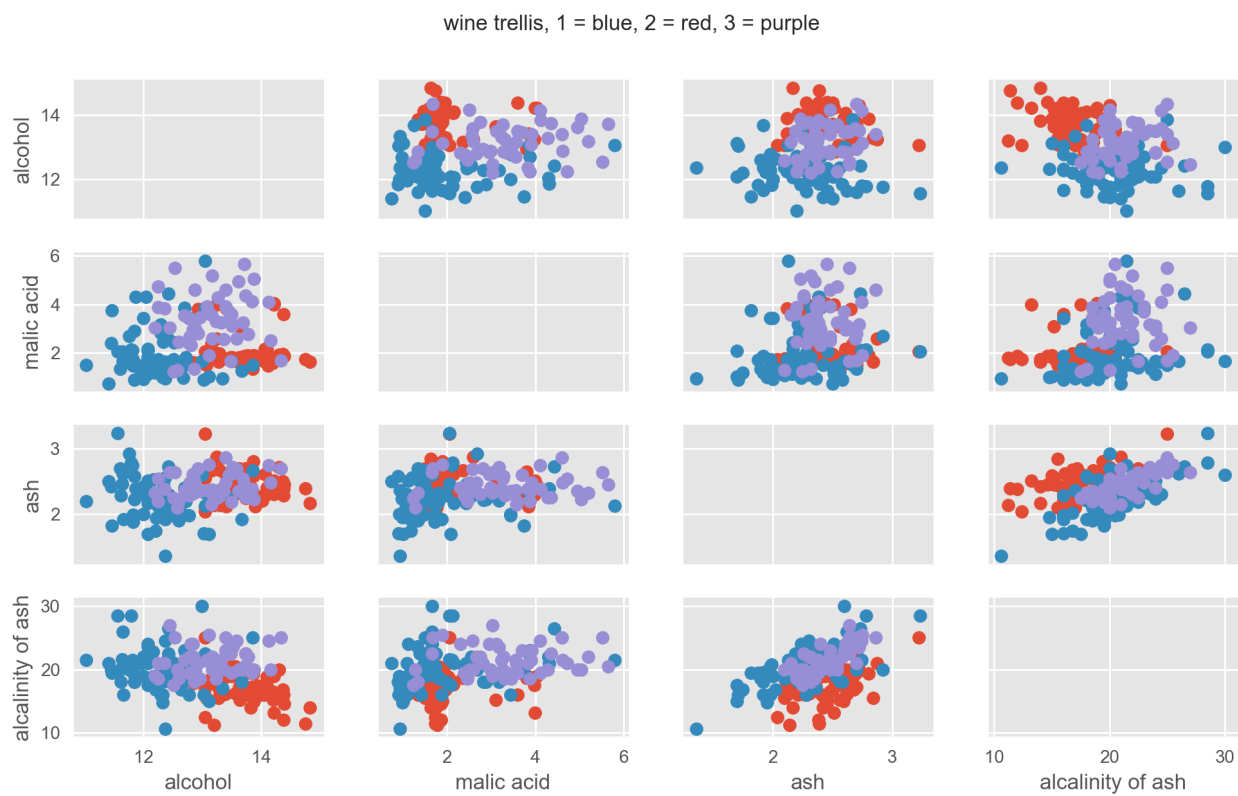 wine trellis, 1 = blue, 2 = red, 3 = purple
alcohol
14
12
malic acid
6
4
2
ash
3
2
alcalinity of ash
30
20
10
12 14
2 4 6
2 3
10 20 30
alcohol
malic acid
ash
alcalinity of ash